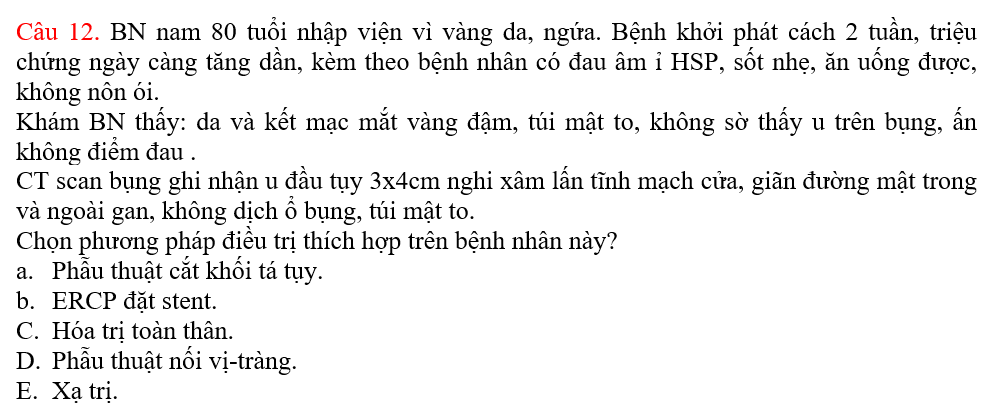 Câu 12. BN nam 80 tuổi nhập viện vì vàng da, ngứa. Bệnh khởi phát cách 2 tuần, triệu
chứng ngày càng tăng dần, kèm theo bệnh nhân có đau âm ỉ HSP, sốt nhẹ, ăn uống được,
không nôn ói.
Khám BN thấy: da và kết mạc mắt vàng đậm, túi mật to, không sờ thấy u trên bụng, ấn
không điểm đau .
CT scan bụng ghi nhận u đầu tụy 3x4cm nghi xâm lấn tĩnh mạch cửa, giãn đường mật trong
và ngoài gan, không dịch ổ bụng, túi mật to.
Chọn phương pháp điều trị thích hợp trên bệnh nhân này?
a. Phẫu thuật cắt khối tá tụy.
b. ERCP đặt stent.
C. Hóa trị toàn thân.
D. Phẫu thuật nối vị-tràng.
E. Xạ trị.